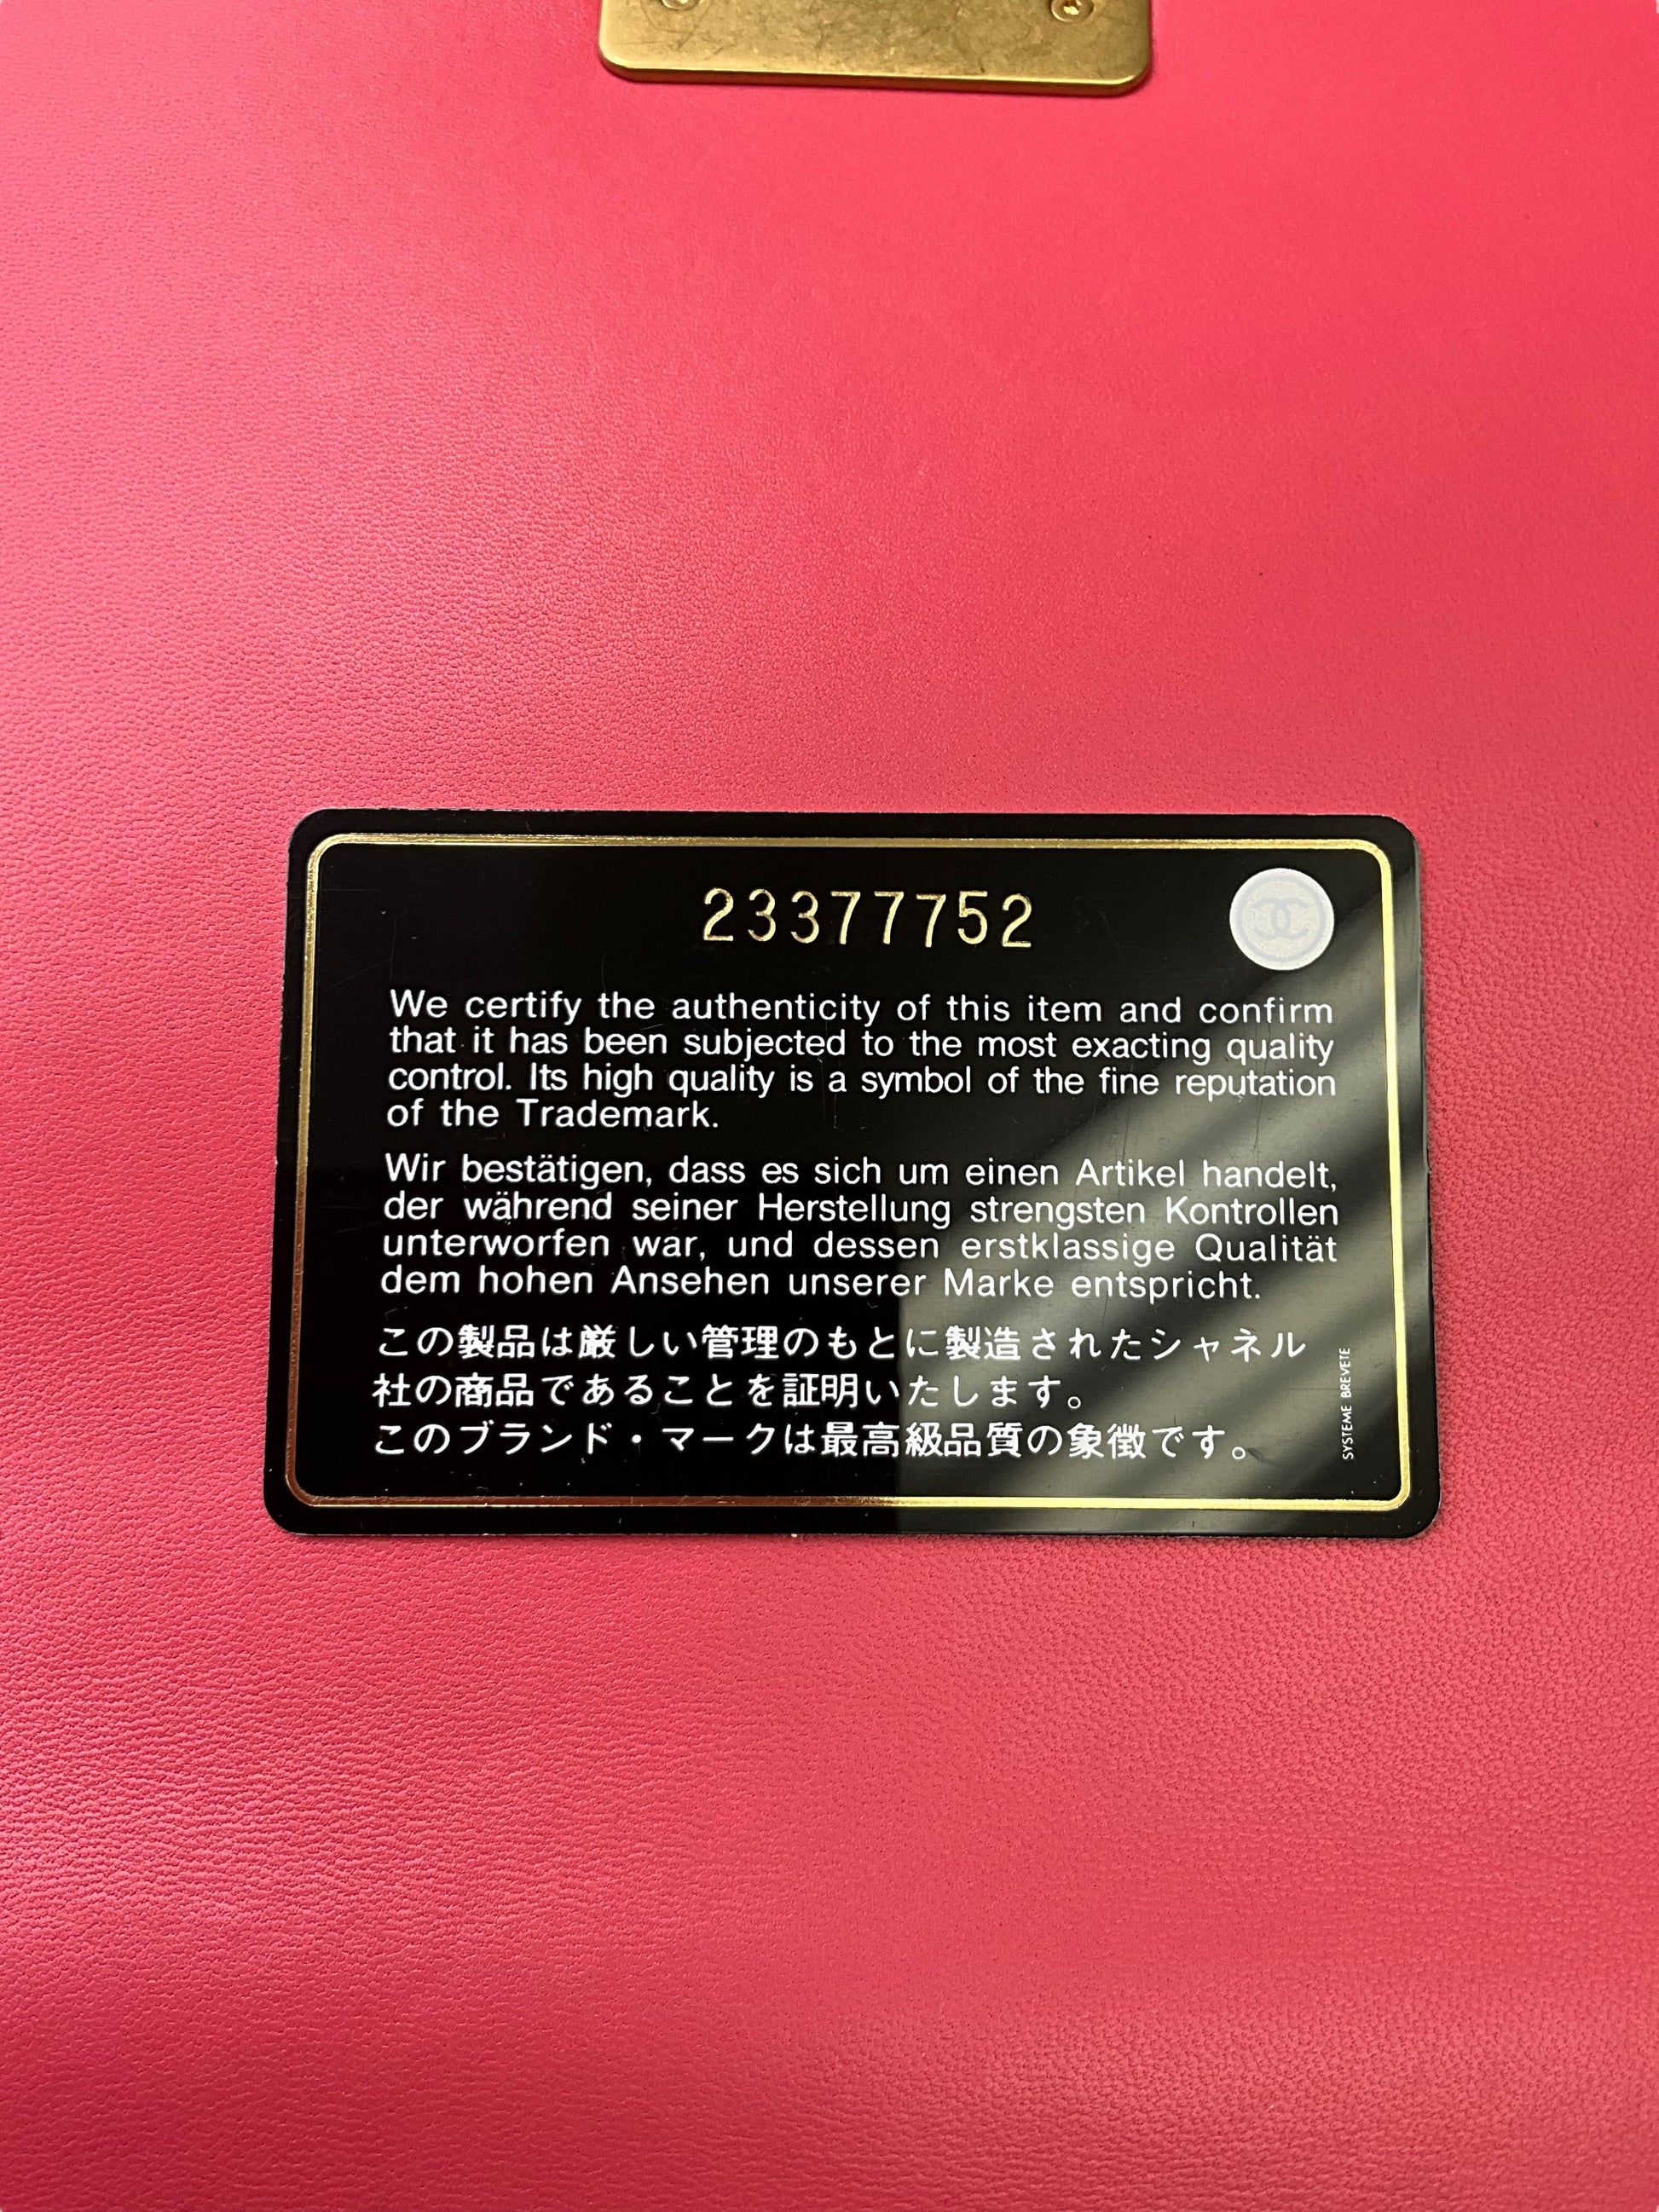 23377752
We certify the authenticity of this item and confirm
that it has been subjected to the most exacting quality
control. Its high quality is a symbol of the fine reputation
of the Trademark.
Wir bestätigen, dass es sich um einen Artikel handelt,
der während seiner Herstellung strengsten Kontrollen
unterworfen war, und dessen erstklassige Qualität
dem hohen Ansehen unserer Marke entspricht.
この製品は厳しい管理のもとに製造されたシャネル
社の商品であることを証明いたします。
このブランド・マークは最高級品質の象徴です。
SYSTEME BREVETE